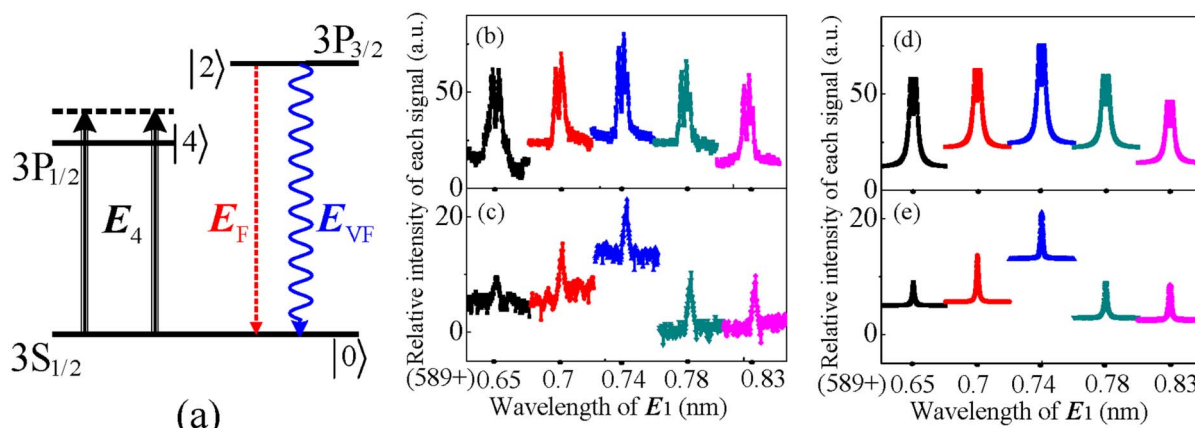 3P3/2
|2⟩
|4⟩
3P1/2
E4
EF
EVF
3S1/2
|0⟩
(a)
Relative intensity of each signal (a.u.)
(b)
50
0
(c)
20
0
(589+) 0.65 0.7 0.74 0.78 0.83
Wavelength of E1 (nm)
Relative intensity of each signal (a.u.)
(d)
50
0
(e)
20
0
(589+) 0.65 0.7 0.74 0.78 0.83
Wavelength of E1 (nm)